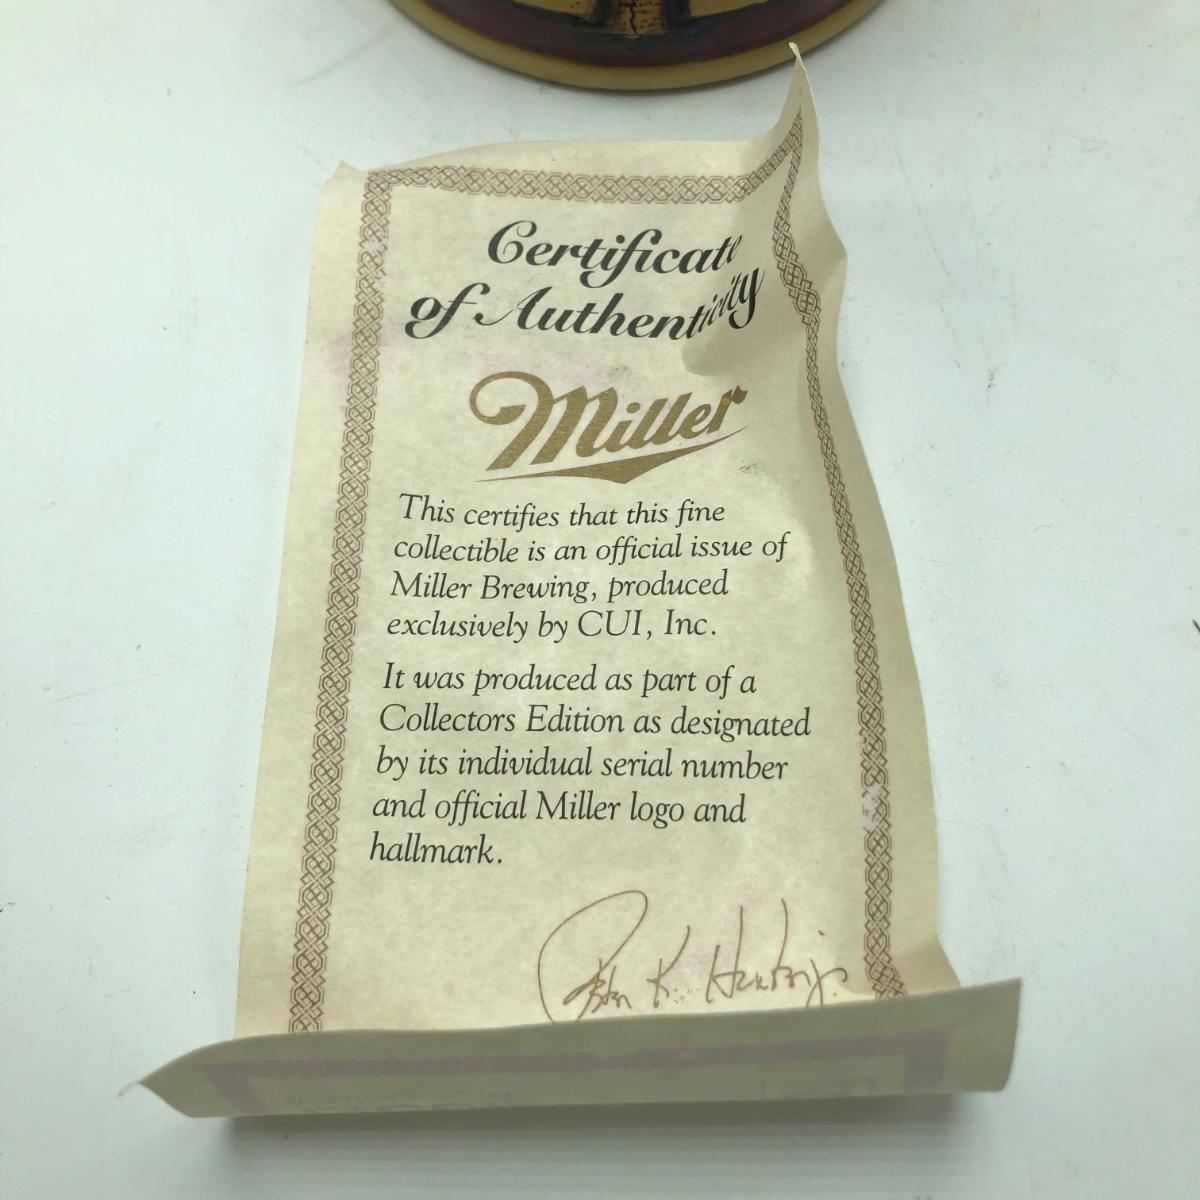 Certificate
of Authenticity
Miller
This certifies that this fine
collectible is an official issue of
Miller Brewing, produced
exclusively by CUI, Inc.
It was produced as part of a
Collectors Edition as designated
by its individual serial number
and official Miller logo and
hallmark.